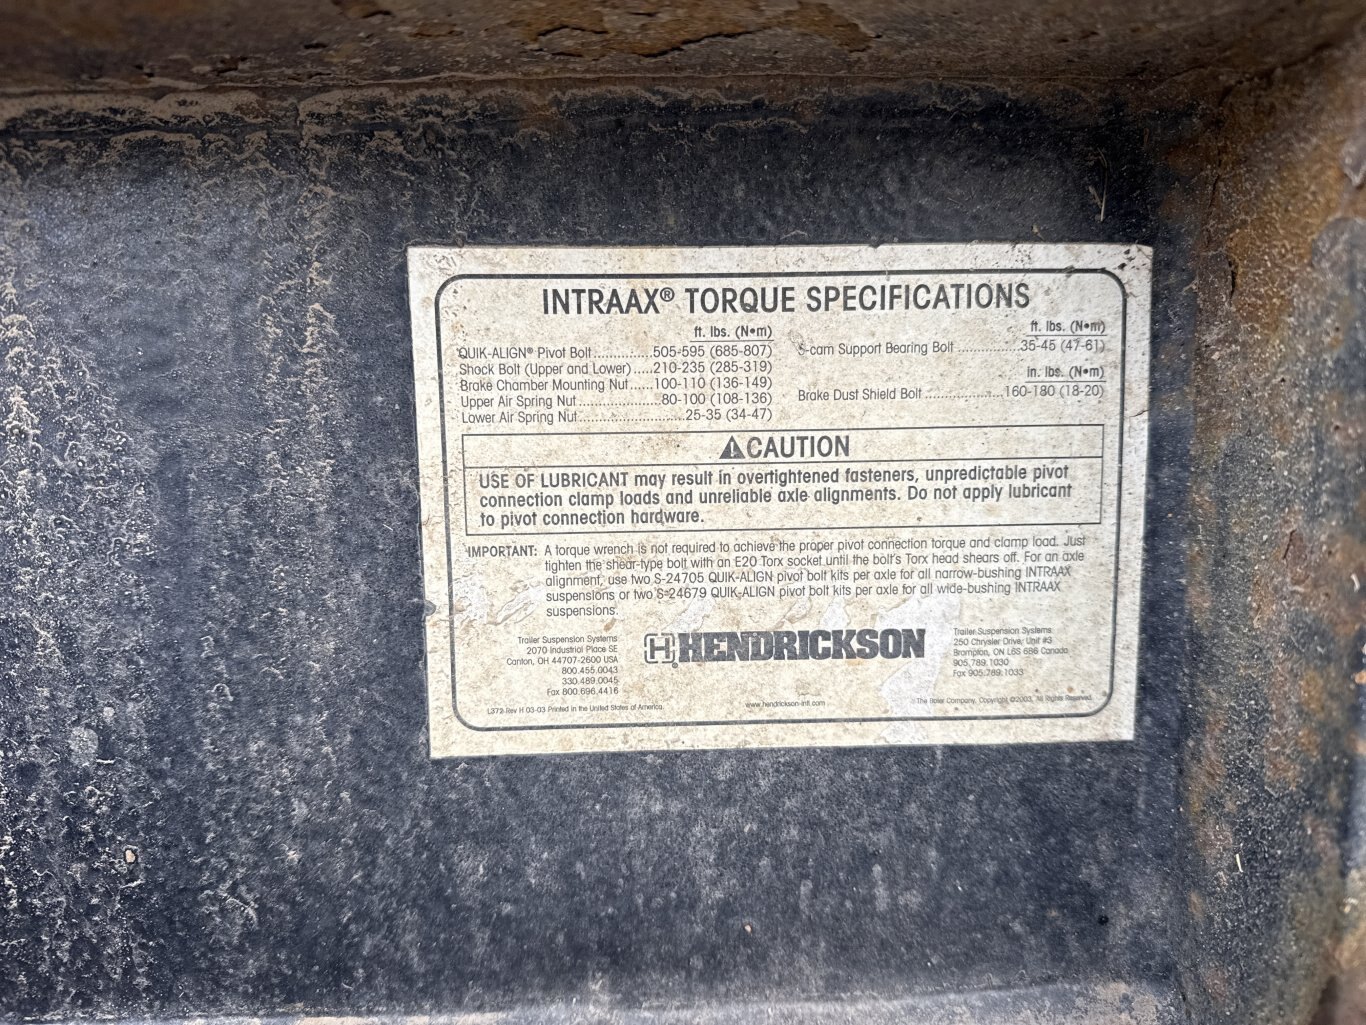 INTRAAX® TORQUE SPECIFICATIONS
ft. lbs. (N•m)
QUIK-ALIGN® Pivot Bolt...............505-595 (685-807)
Shock Bolt (Upper and Lower).....210-235 (285-319)
Brake Chamber Mounting Nut......100-110 (136-149)
Upper Air Spring Nut.....................80-100 (108-136)
Lower Air Spring Nut..........................25-35 (34-47)
ft. lbs. (N•m)
S-cam Support Bearing Bolt ................35-45 (47-61)
in. lbs. (N•m)
Brake Dust Shield Bolt ....................160-180 (18-20)
⚠CAUTION
USE OF LUBRICANT may result in overtightened fasteners, unpredictable pivot
connection clamp loads and unreliable axle alignments. Do not apply lubricant
to pivot connection hardware.
IMPORTANT: A torque wrench is not required to achieve the proper pivot connection torque and clamp load. Just
tighten the shear-type bolt with an E20 Torx socket until the bolt's Torx head shears off. For an axle
alignment, use two S-24705 QUIK-ALIGN pivot bolt kits per axle for all narrow-bushing INTRAAX
suspensions or two S-24679 QUIK-ALIGN pivot bolt kits per axle for all wide-bushing INTRAAX
suspensions.
Trailer Suspension Systems
2070 Industrial Place SE
Canton, OH 44707-2600 USA
800.455.0043
330.489.0045
Fax 800.696.4416
H HENDRICKSON
Trailer Suspension Systems
250 Chrysler Drive, Unit #3
Brampton, ON L6S 6B6 Canada
905.789.1030
Fax 905.789.1033
L372 Rev H 03-03 Printed in the United States of America
www.hendrickson-intl.com
The Boler Company. Copyright ©2003. All Rights Reserved.